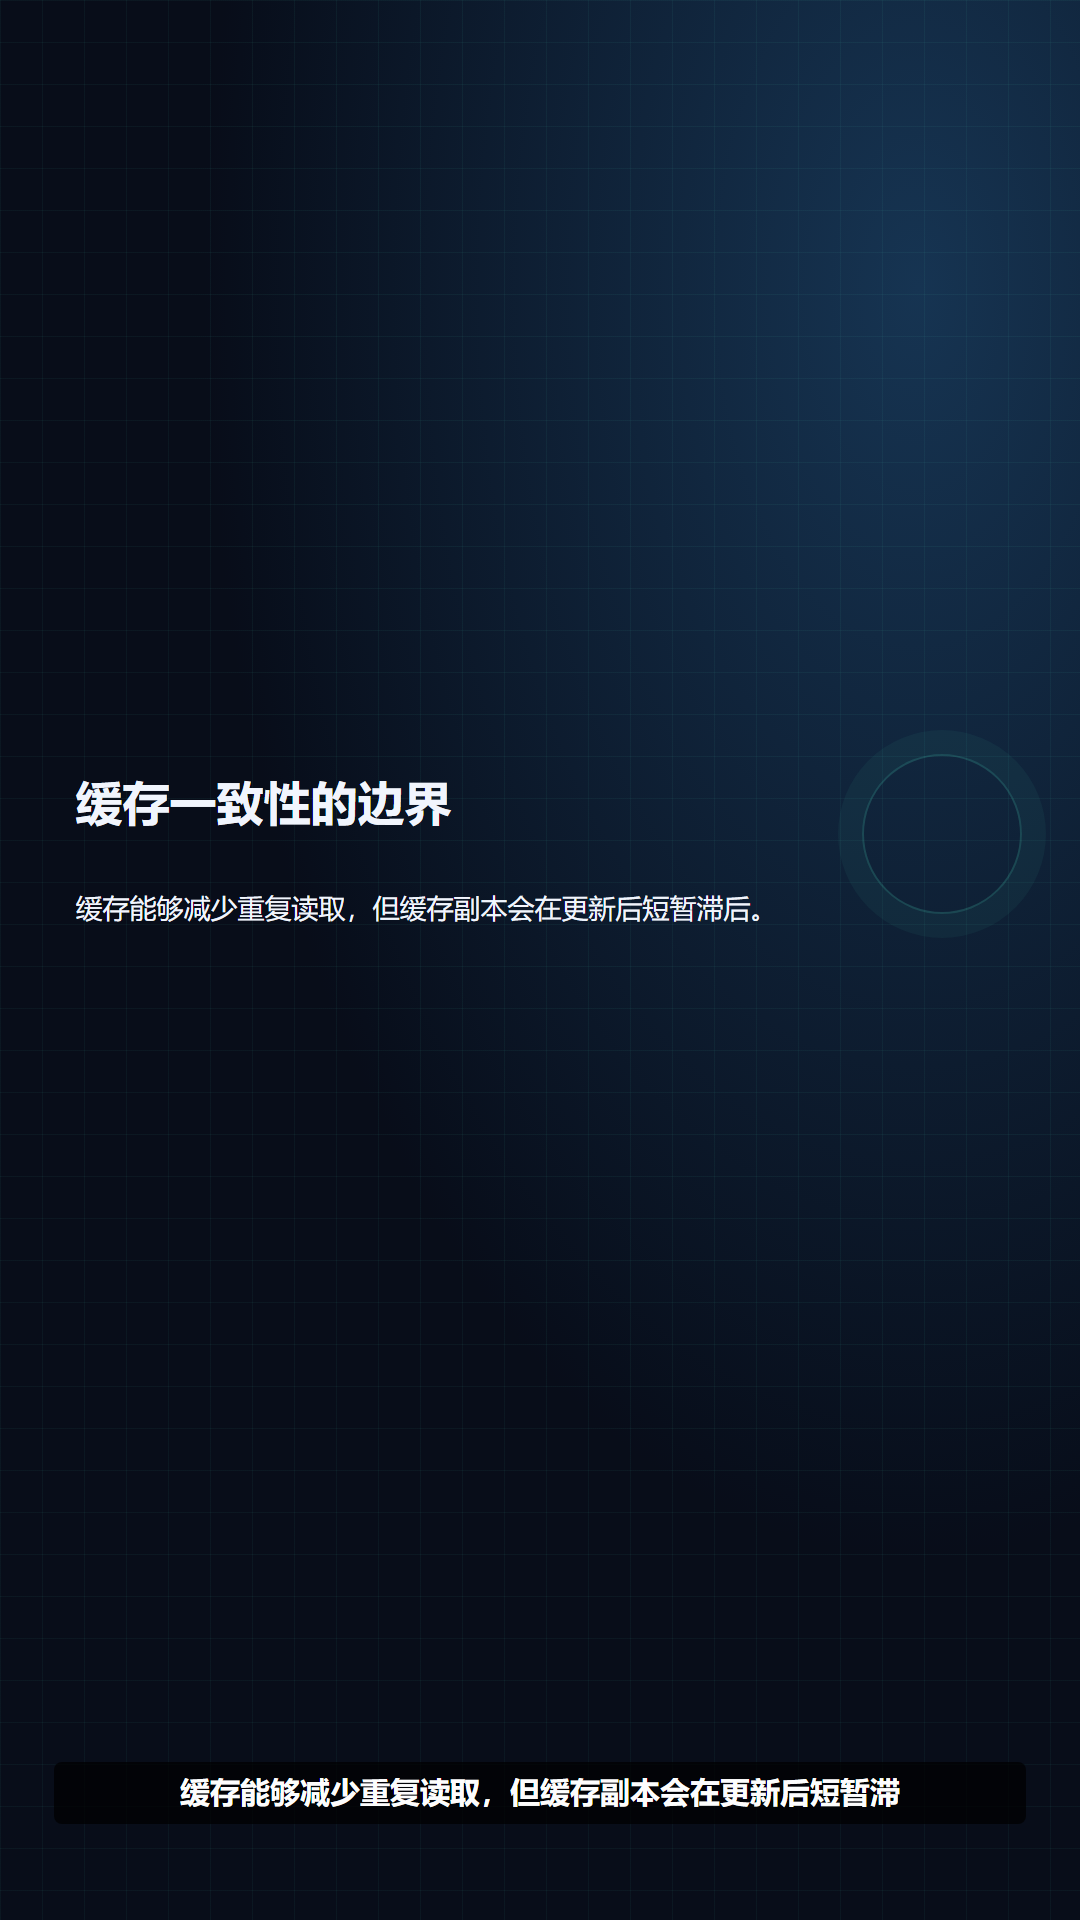 缓存一致性的边界
缓存能够减少重复读取，但缓存副本会在更新后短暂滞后。
缓存能够减少重复读取，但缓存副本会在更新后短暂滞